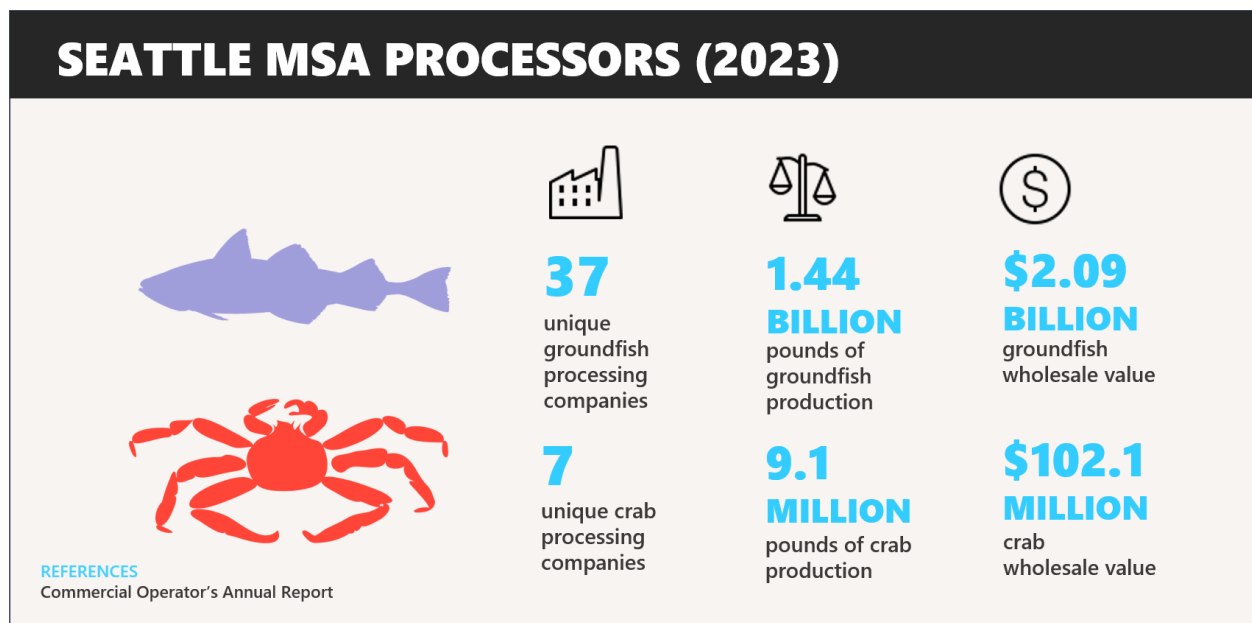 SEATTLE MSA PROCESSORS (2023)
$
37
unique
groundfish
processing
companies
1.44
BILLION
pounds of
groundfish
production
$2.09
BILLION
groundfish
wholesale value
7
unique crab
processing
companies
9.1
MILLION
pounds of crab
production
$102.1
MILLION
crab
wholesale value
REFERENCES
Commercial Operator's Annual Report